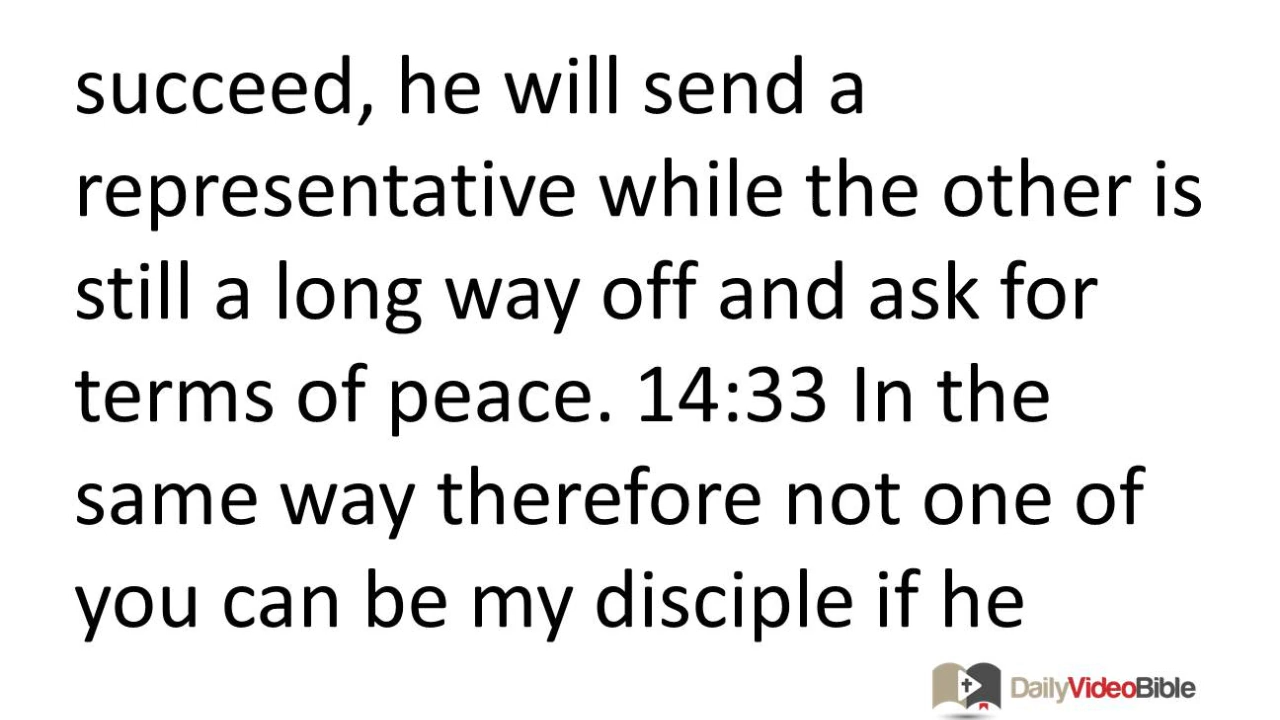 succeed, he will send a
representative while the other is
still a long way off and ask for
terms of peace. 14:33 In the
same way therefore not one of
you can be my disciple if he
DailyVideoBible